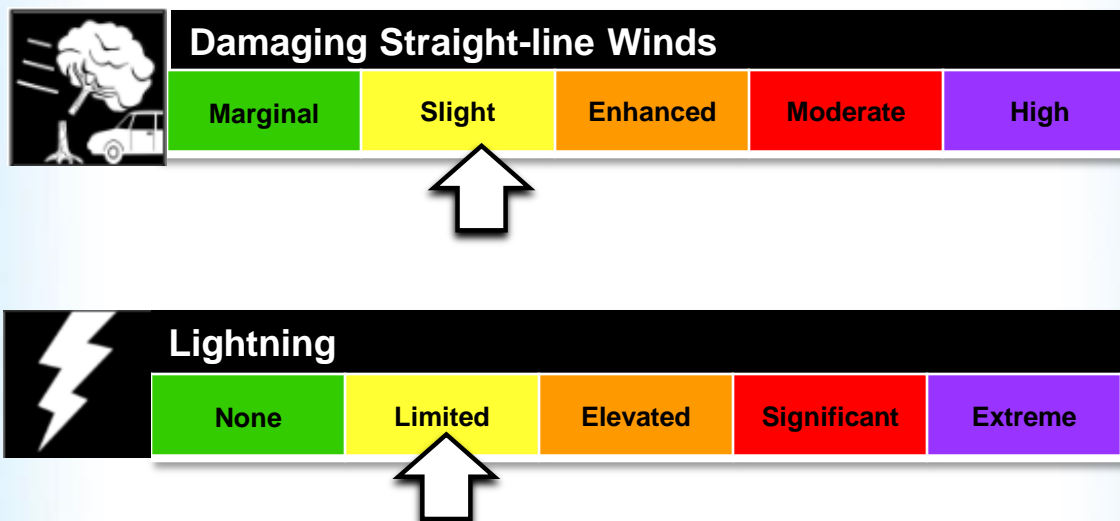 Damaging Straight-line Winds
Marginal Slight Enhanced Moderate High
Lightning
None Limited Elevated Significant Extreme